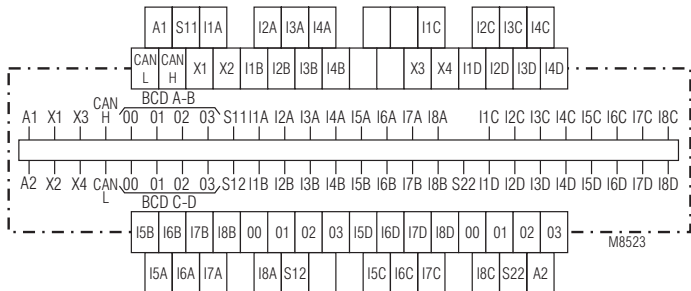 A1 S11 I1A I2A I3A I4A I1C I2C I3C I4C
CAN L CAN H X1 X2 I1B I2B I3B I4B X3 X4 I1D I2D I3D I4D
BCD A-B
A1 X1 X3 CAN H 00 01 02 03 S11 I1A I2A I3A I4A I5A I6A I7A I8A I1C I2C I3C I4C I5C I6C I7C I8C
A2 X2 X4 CAN L 00 01 02 03 S12 I1B I2B I3B I4B I5B I6B I7B I8B S22 I1D I2D I3D I4D I5D I6D I7D I8D
BCD C-D
I5B I6B I7B I8B 00 01 02 03 I5D I6D I7D I8D 00 01 02 03
M8523
I5A I6A I7A I8A S12 I5C I6C I7C I8C S22 A2